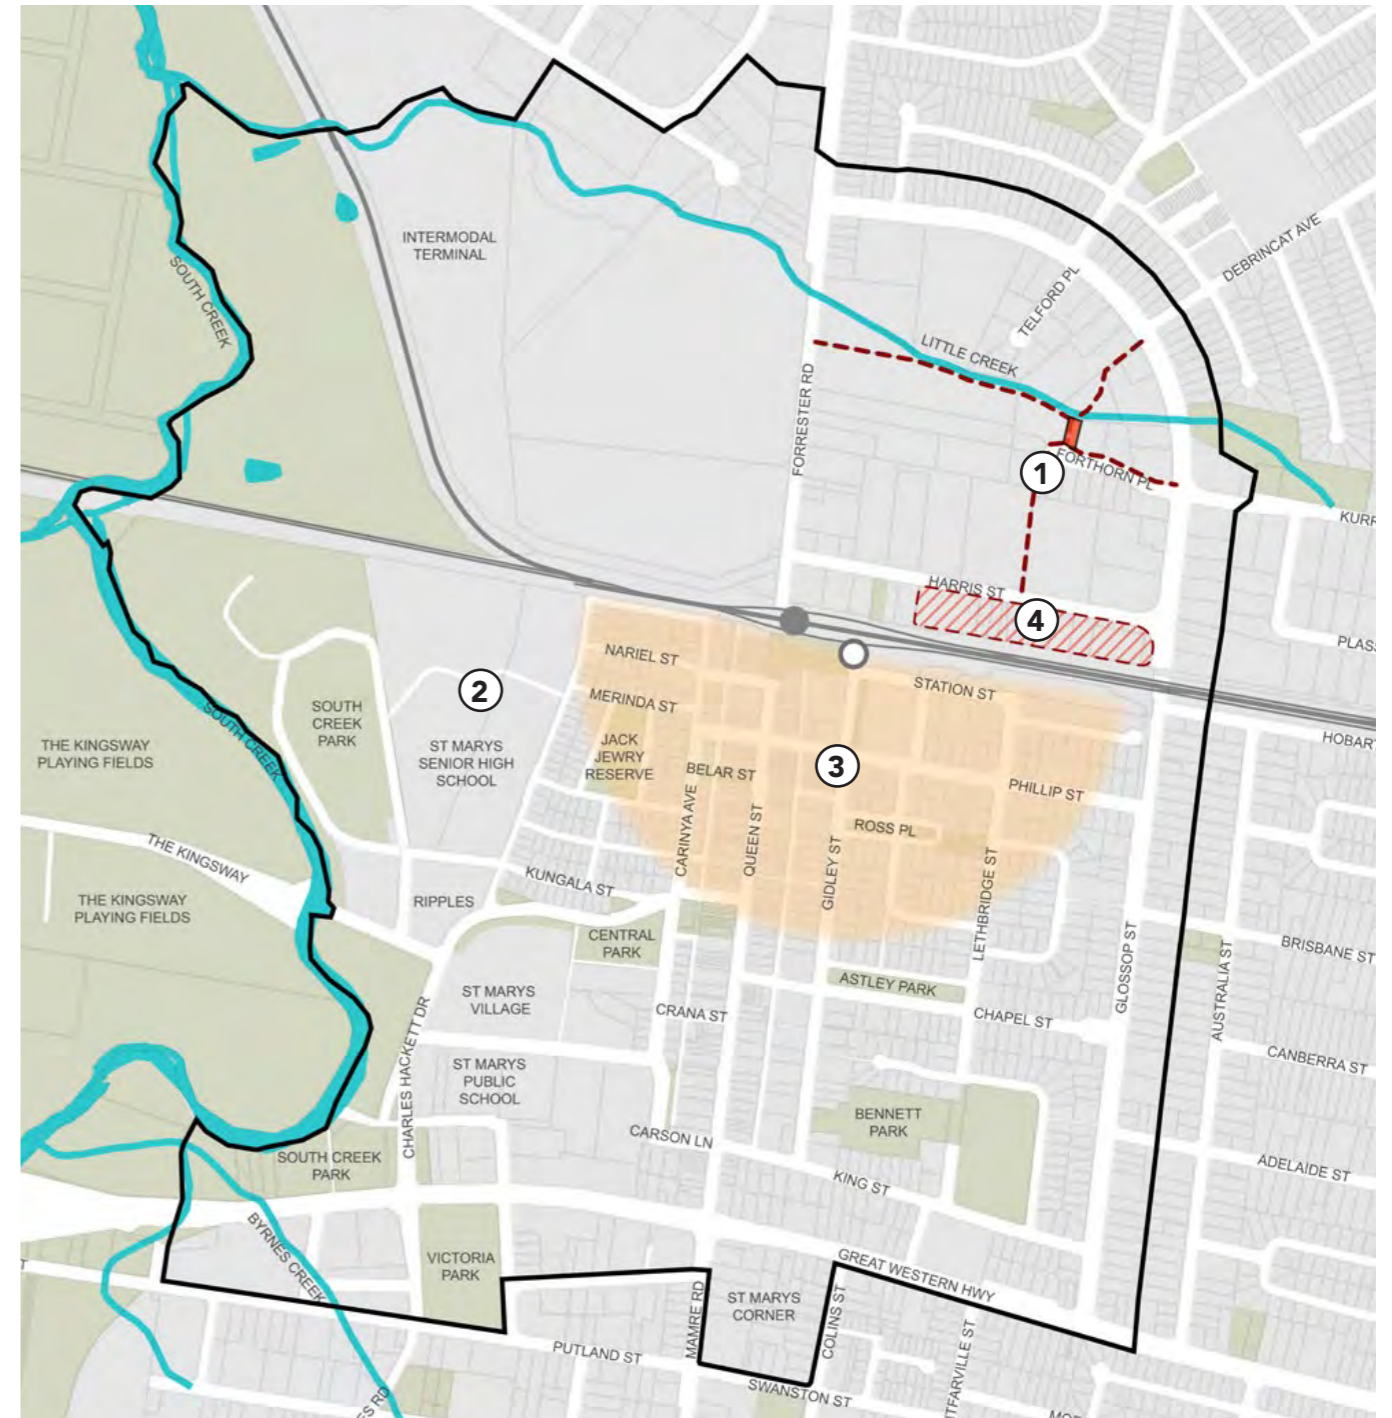 INTERMODAL
TERMINAL
SOUTH CREEK
DEBRINCAT AVE
TELFORD PL
LITTLE CREEK
FORRESTER RD
1
FORTHORN PL
KURR
HARRIS ST
4
PLASS
NARIEL ST
STATION ST
2
MERINDA ST
SOUTH
CREEK
PARK
SOUTH CREEK
THE KINGSWAY
PLAYING FIELDS
ST MARYS
SENIOR HIGH
SCHOOL
JACK
JEWRY
RESERVE
BELAR ST
3
PHILLIP ST
HOBART
CARINYA AVE
QUEEN ST
ROSS PL
GIDLEY ST
LETHBRIDGE ST
THE KINGSWAY
KUNGALA ST
THE KINGSWAY
PLAYING FIELDS
RIPPLES
CENTRAL
PARK
BRISBANE ST
GLOSSOP ST
AUSTRALIA ST
ST MARYS
VILLAGE
ASTLEY PARK
CRANA ST
CHAPEL ST
CHARLES HACKETT DR
CANBERRA ST
ST MARYS
PUBLIC
SCHOOL
BENNETT
PARK
CARSON LN
SOUTH CREEK
PARK
KING ST
ADELAIDE ST
BYRNES CREEK
VICTORIA
PARK
GREAT WESTERN HWY
MAMRE RD
ST MARYS
CORNER
COLINS ST
PUTLAND ST
SWANSTON ST
TFARVILLE ST
ES RD
MO
T